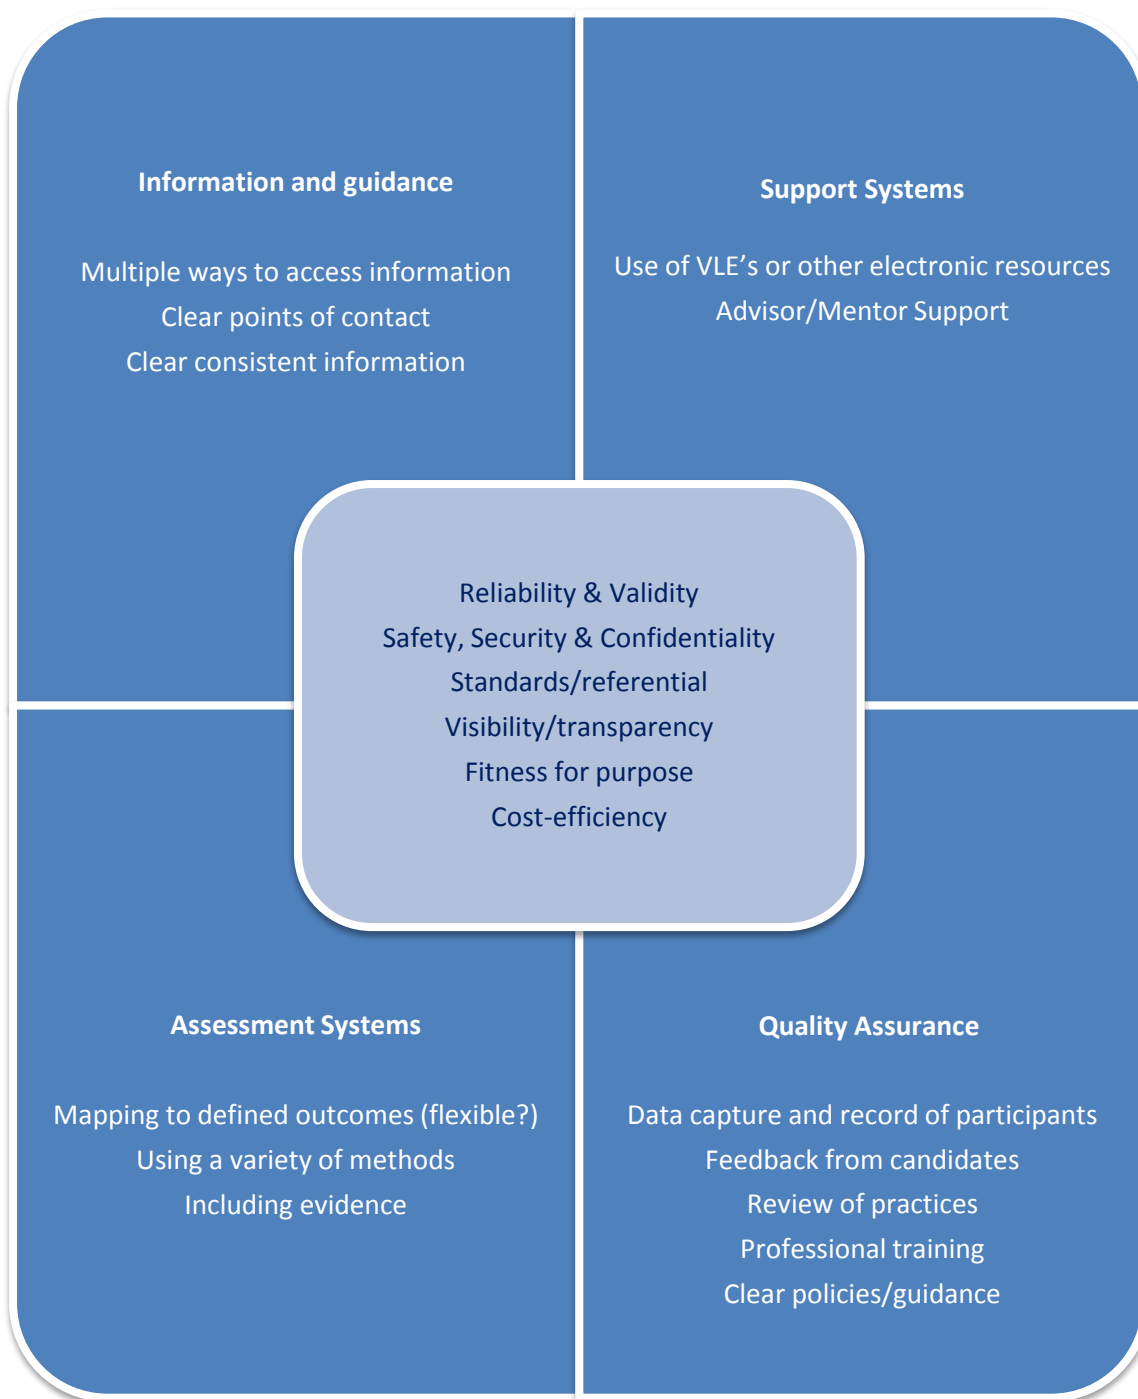 Information and guidance
Multiple ways to access information
Clear points of contact
Clear consistent information
Support Systems
Use of VLE’s or other electronic resources
Advisor/Mentor Support
Reliability & Validity
Safety, Security & Confidentiality
Standards/referential
Visibility/transparency
Fitness for purpose
Cost-efficiency
Assessment Systems
Mapping to defined outcomes (flexible?)
Using a variety of methods
Including evidence
Quality Assurance
Data capture and record of participants
Feedback from candidates
Review of practices
Professional training
Clear policies/guidance